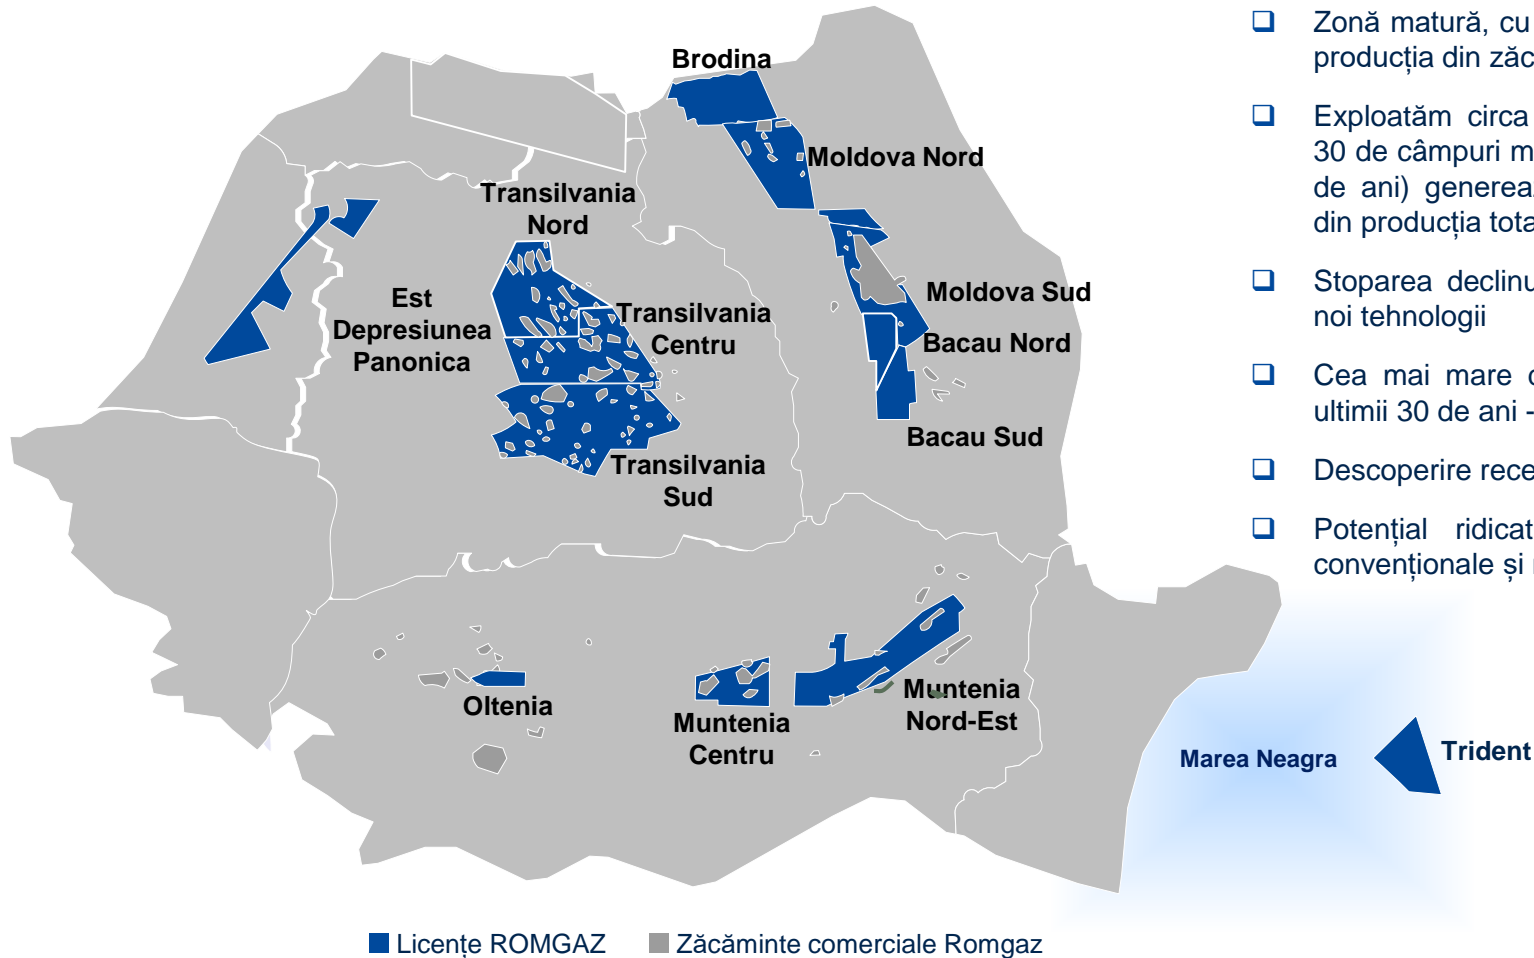 Brodina
Moldova Nord
Transilvania
Nord
Est
Depresiunea
Panonica
Transilvania
Centru
Moldova Sud
Bacau Nord
Bacau Sud
Transilvania
Sud
Oltenia
Muntenia
Centru
Muntenia
Nord-Est
Marea Neagra
Trident
Licențe ROMGAZ
Zăcăminte comerciale Romgaz
Zonă matură, cu
producția din zăc
Exploatăm circa
30 de câmpuri m
de ani) generea
din producția tota
Stoparea declinu
noi tehnologii
Cea mai mare d
ultimii 30 de ani -
Descoperire rece
Potențial ridicat
convenționale și